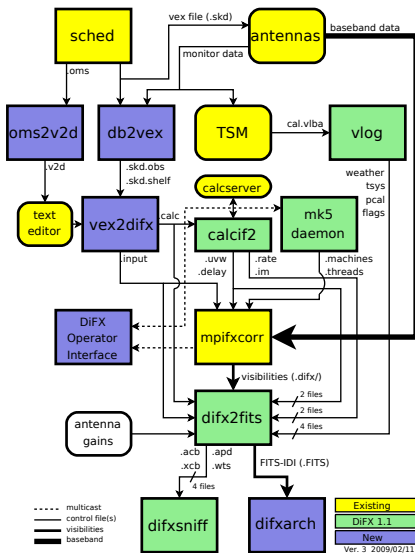 sched
vex file (.skd)
antennas
baseband data
monitor data
.oms
oms2v2d
db2vex
TSM
cal.vlba
vlog
.v2d
.skd.obs
.skd.shelf
weather
tsys
pcal
flags
text
editor
vex2difx
.calc
calcserver
calcif2
mk5
daemon
.input
.uvw
.delay
.rate
.im
.machines
.threads
DiFX
Operator
Interface
mpifxcorr
visibilities (.difx/)
antenna
gains
difx2fits
2 files
2 files
4 files
.acb
.xcb
.apd
.wts
4 files
FITS-IDI (.FITS)
difxsniff
difxarch
multicast
control file(s)
visibilities
baseband
Existing
DiFX 1.1
New
Ver. 3 2009/02/11